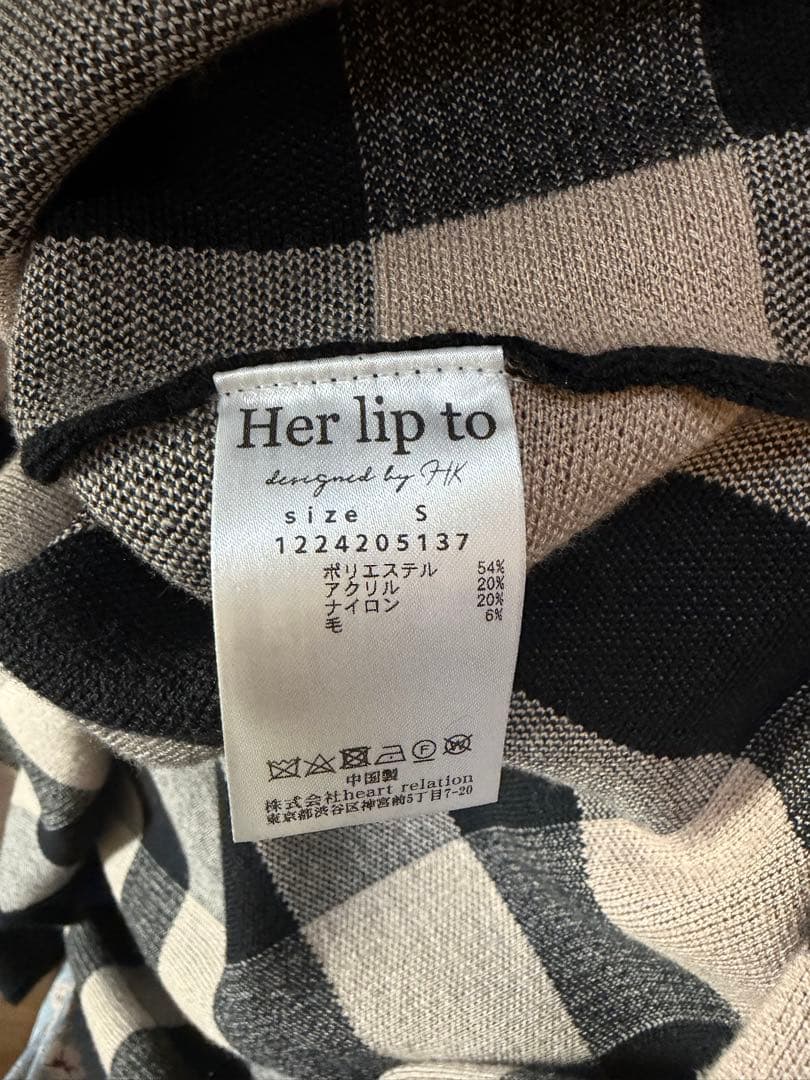 Her lip to
designed by HK
size S
1224205137
ポリエステル 54%
アクリル 20%
ナイロン 20%
毛 6%
中国製
株式会社heart relation
東京都渋谷区神宮前5丁目7-20